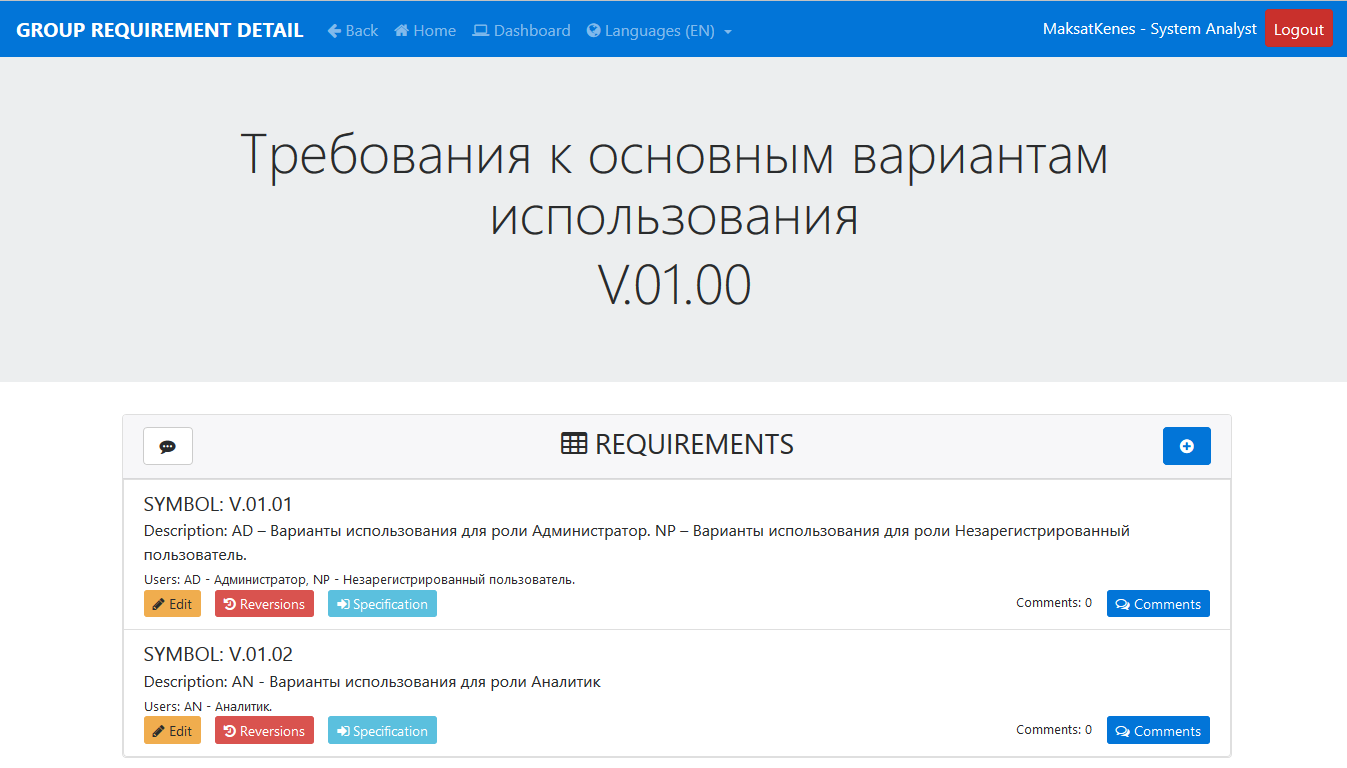 GROUP REQUIREMENT DETAIL Back Home Dashboard Languages (EN) MaksatKenes - System Analyst Logout
Требования к основным вариантам
использования
V.01.00
REQUIREMENTS
SYMBOL: V.01.01
Description: AD – Варианты использования для роли Администратор. NP – Варианты использования для роли Незарегистрированный
пользователь.
Users: AD - Администратор, NP - Незарегистрированный пользователь.
Edit Reversions Specification Comments: 0 Comments
SYMBOL: V.01.02
Description: AN - Варианты использования для роли Аналитик
Users: AN - Аналитик.
Edit Reversions Specification Comments: 0 Comments